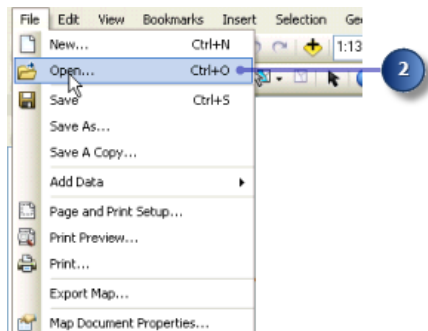 File Edit View Bookmarks Insert Selection Geo
New... Ctrl+N
1:13
Open... Ctrl+O
2
Save Ctrl+S
Save As...
Save A Copy...
Add Data
Page and Print Setup...
Print Preview...
Print...
Export Map...
Map Document Properties...